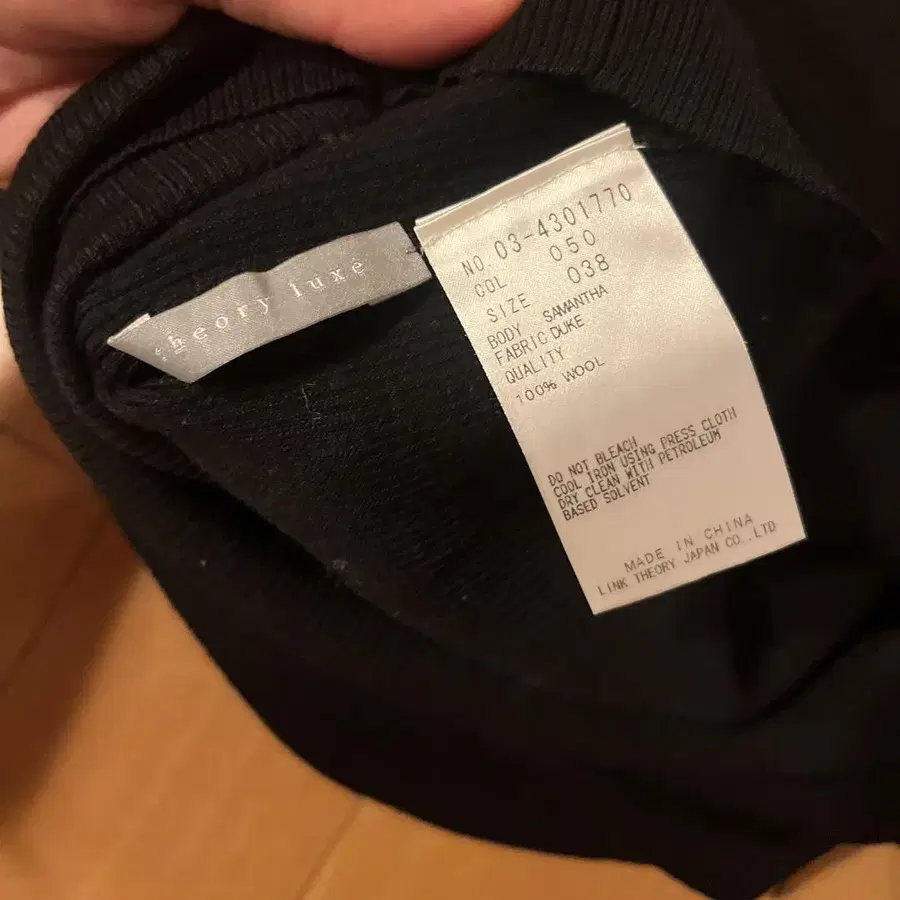 theory luxe
NO. 03-4301770
COL 050
SIZE 038
BODY SAMANTHA
FABRIC DUKE
QUALITY
100% WOOL
DO NOT BLEACH
COOL IRON USING PRESS CLOTH
DRY CLEAN WITH PETROLEUM
BASED SOLVENT
MADE IN CHINA
LINK THEORY JAPAN CO.,LTD